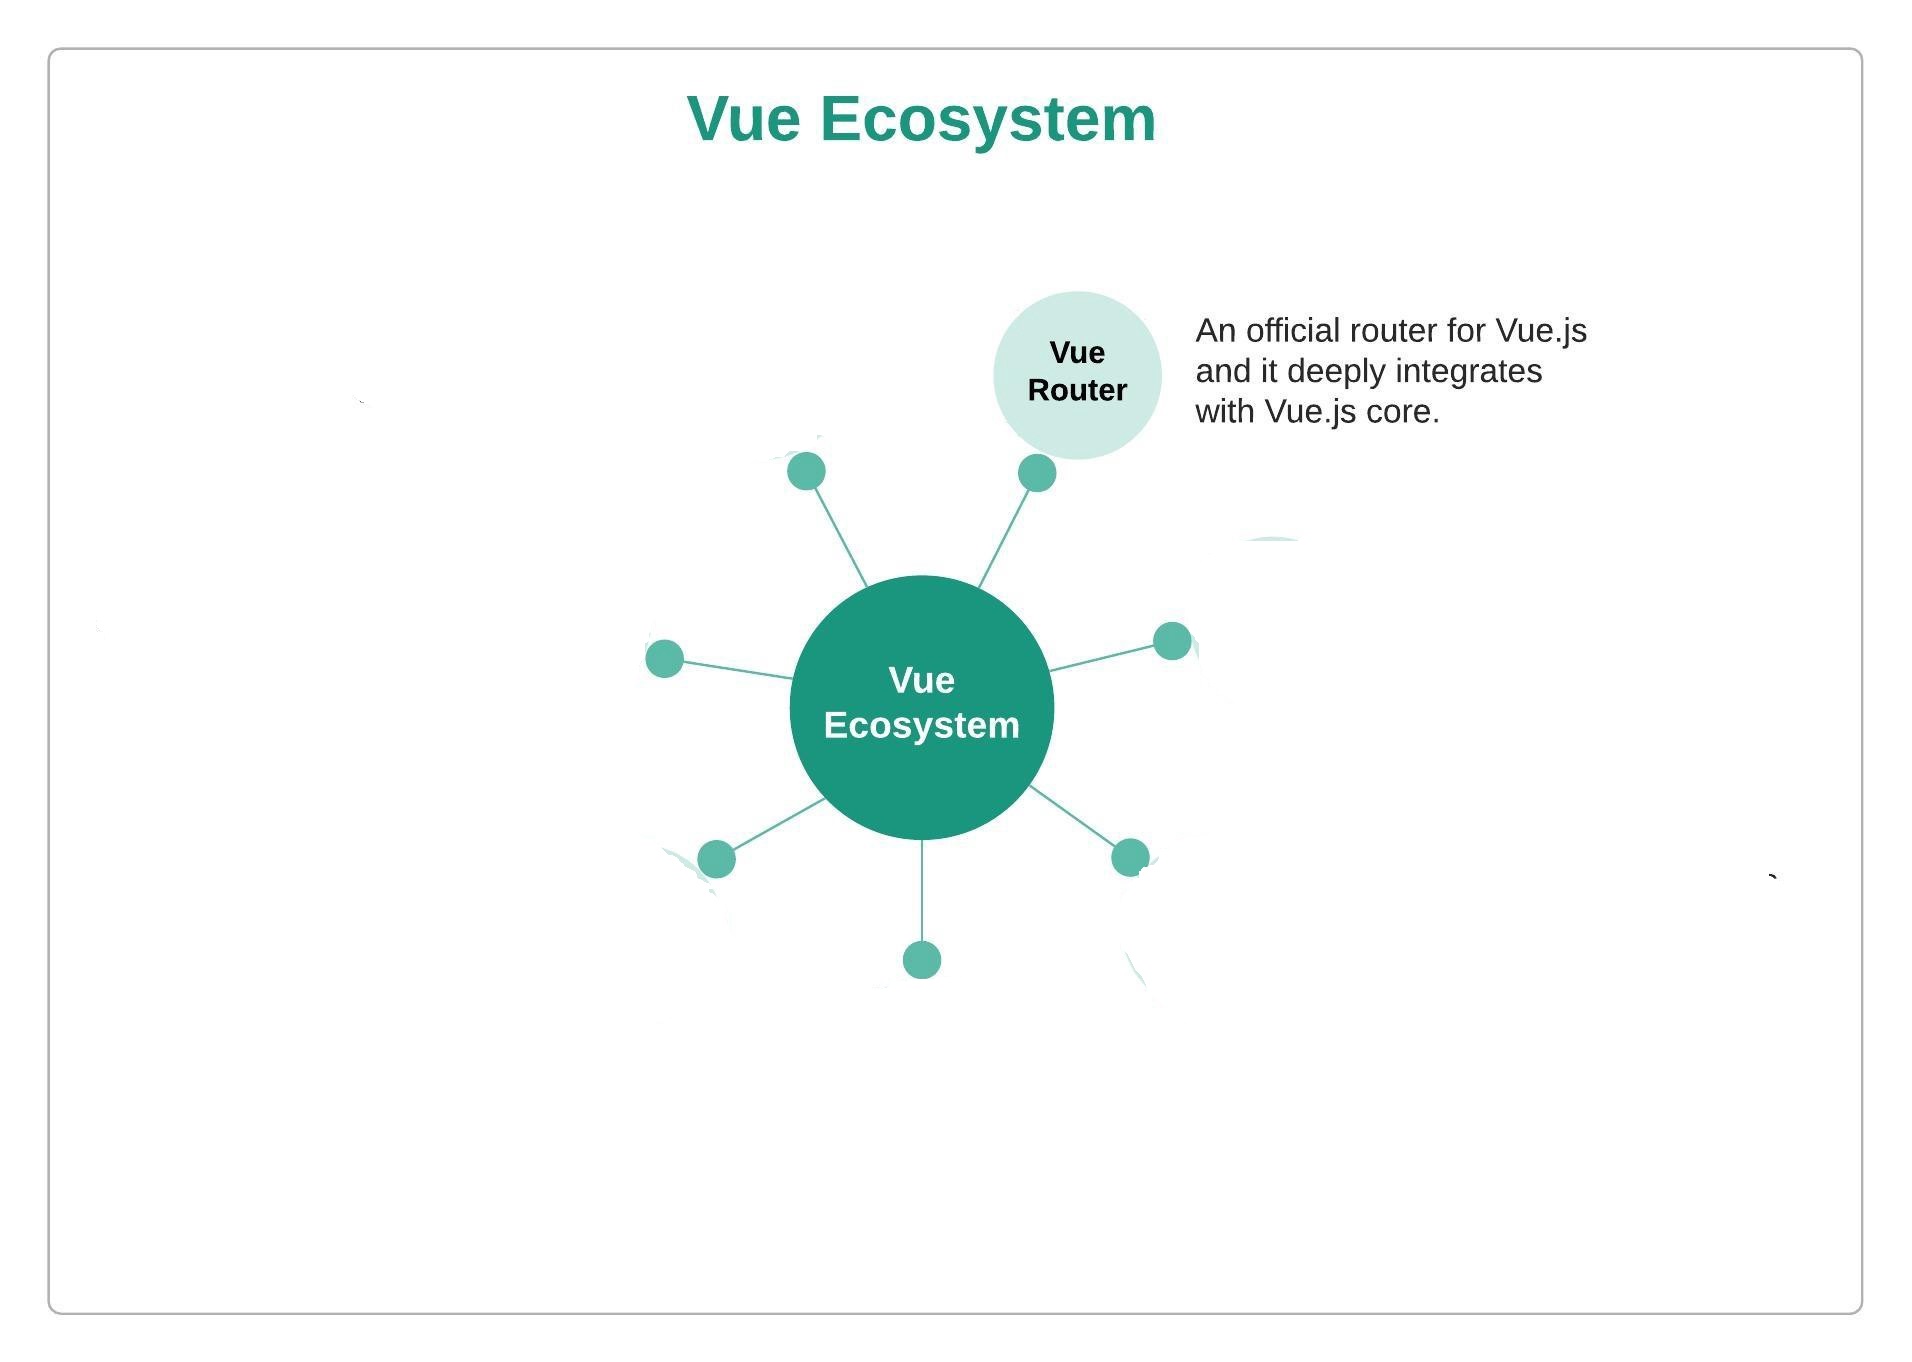 Vue Ecosystem
Vue
Router
An official router for Vue.js
and it deeply integrates
with Vue.js core.
Vue
Ecosystem